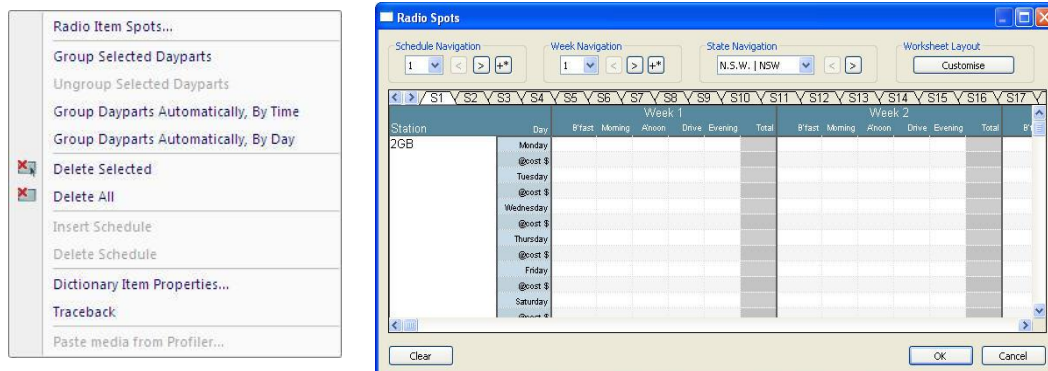 Radio Item Spots...
Group Selected Dayparts
Ungroup Selected Dayparts
Group Dayparts Automatically, By Time
Group Dayparts Automatically, By Day
Delete Selected
Delete All
Insert Schedule
Delete Schedule
Dictionary Item Properties...
Traceback
Paste media from Profiler...
Radio Spots
Schedule Navigation Week Navigation State Navigation Worksheet Layout
1 < > +* 1 < > +* N.S.W. | NSW < > Customise
S1 S2 S3 S4 S5 S6 S7 S8 S9 S10 S11 S12 S13 S14 S15 S16 S17
Week 1 Week 2
Station Day B'fast Morning A'noon Drive Evening Total B'fast Morning A'noon Drive Evening Total
2GB Monday
@cost $
Tuesday
@cost $
Wednesday
@cost $
Thursday
@cost $
Friday
@cost $
Saturday
@cost $
Clear OK Cancel